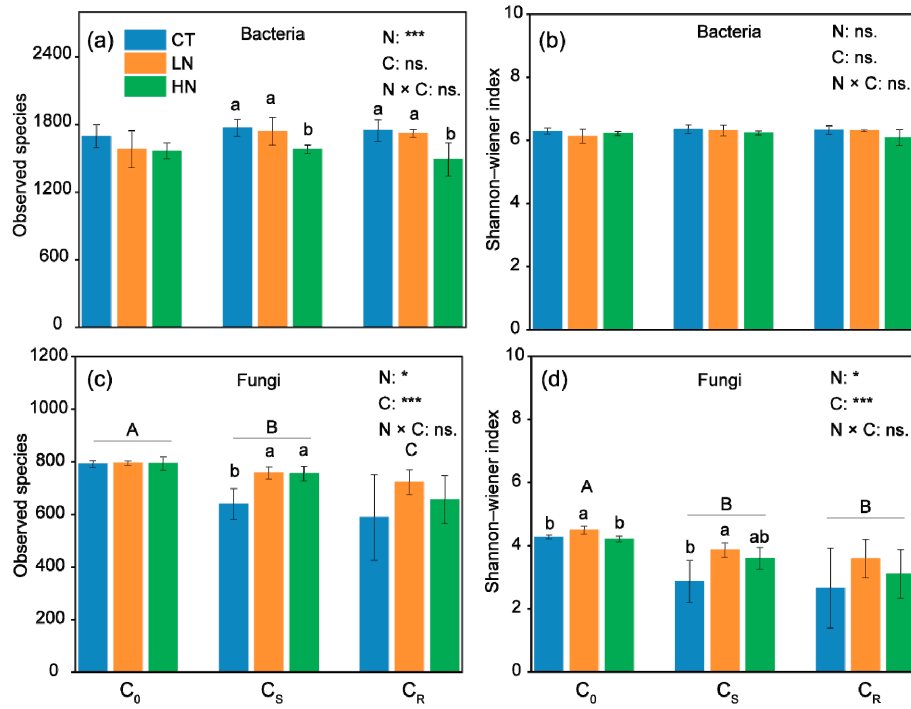 (a)
CT
LN
HN
Bacteria
N: ***
C: ns.
N × C: ns.
Observed species
2400
1800
1200
600
0
a a b
a a b
(b)
Bacteria
N: ns.
C: ns.
N × C: ns.
Shannon–wiener index
10
8
6
4
2
0
(c)
Fungi
N: *
C: ***
N × C: ns.
Observed species
1200
1000
800
600
400
200
0
A
B
b a a
C
C0
CS
CR
(d)
Fungi
N: *
C: ***
N × C: ns.
Shannon–wiener index
10
8
6
4
2
0
A
b a b
B
b a ab
B
C0
CS
CR